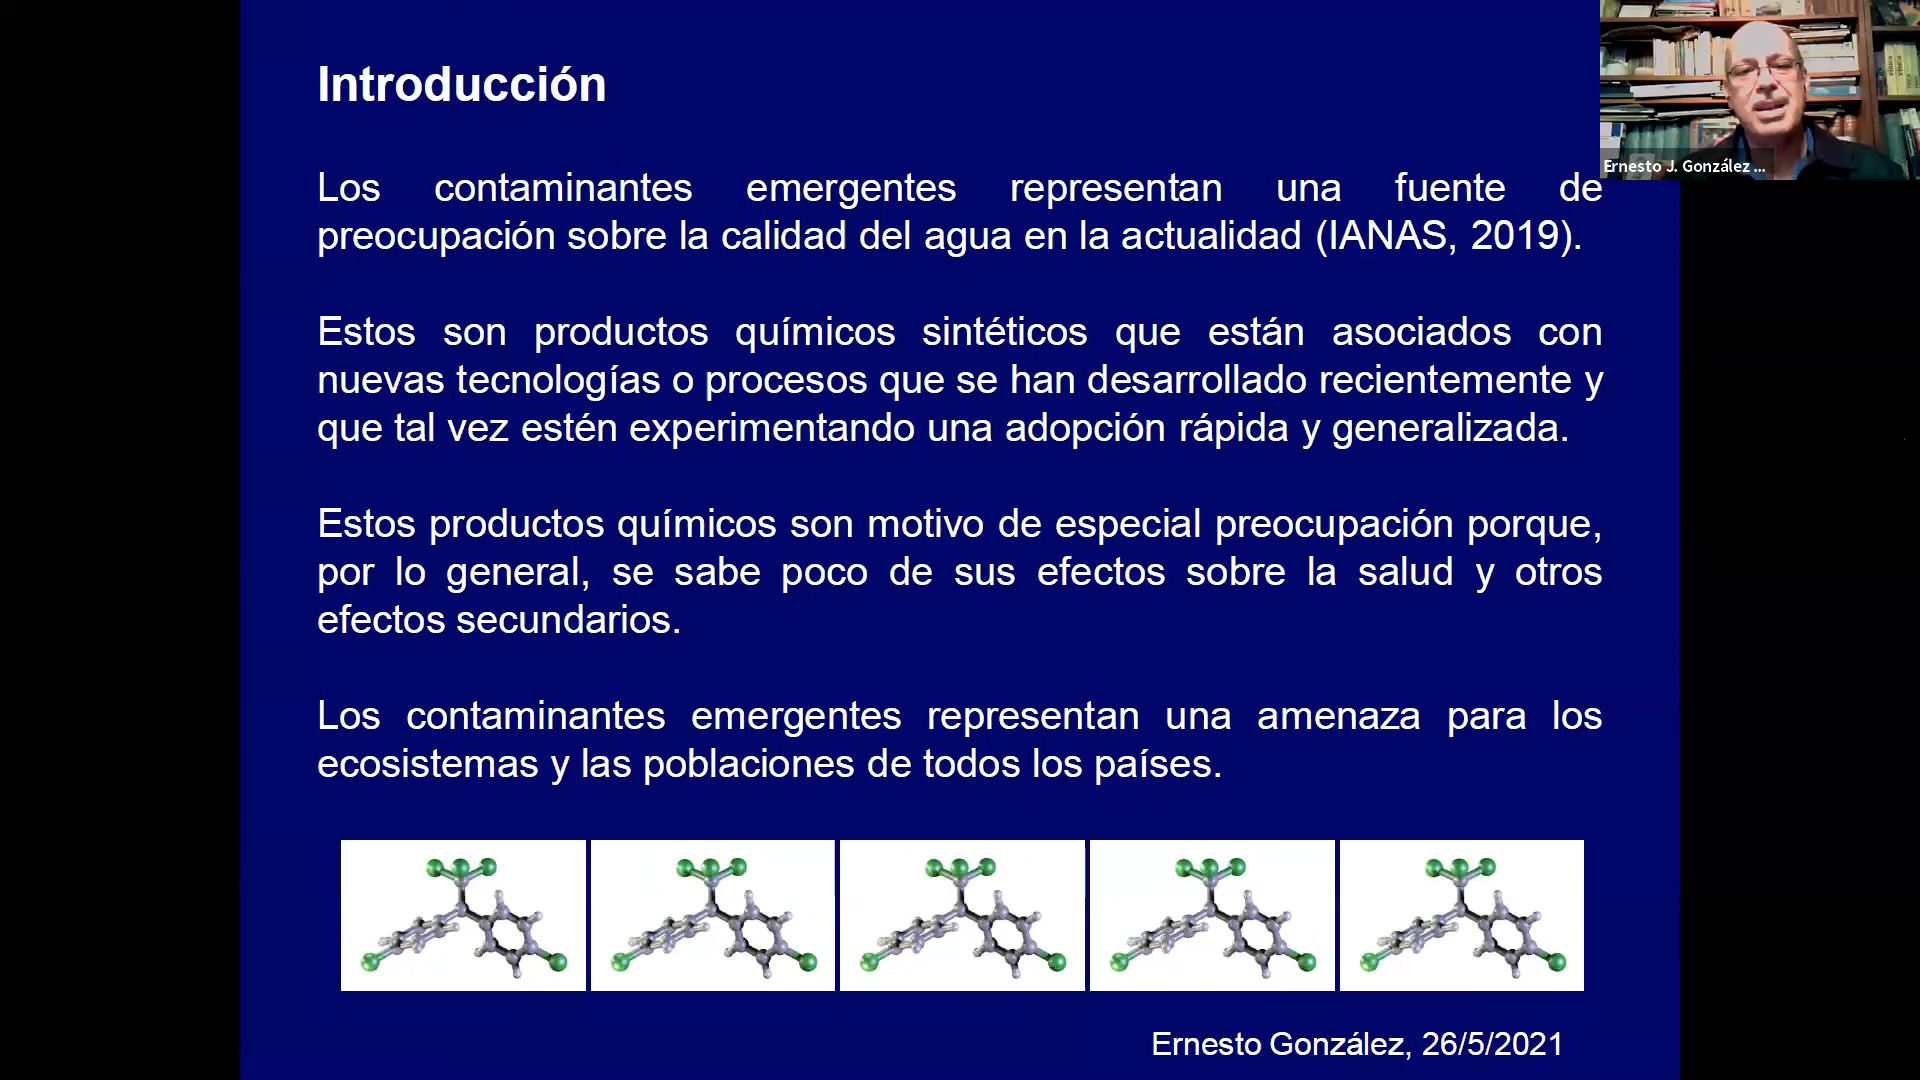 Introducción
Ernesto J. González ...
Los contaminantes emergentes representan una fuente de
preocupación sobre la calidad del agua en la actualidad (IANAS, 2019).
Estos son productos químicos sintéticos que están asociados con
nuevas tecnologías o procesos que se han desarrollado recientemente y
que tal vez estén experimentando una adopción rápida y generalizada.
Estos productos químicos son motivo de especial preocupación porque,
por lo general, se sabe poco de sus efectos sobre la salud y otros
efectos secundarios.
Los contaminantes emergentes representan una amenaza para los
ecosistemas y las poblaciones de todos los países.
Ernesto González, 26/5/2021